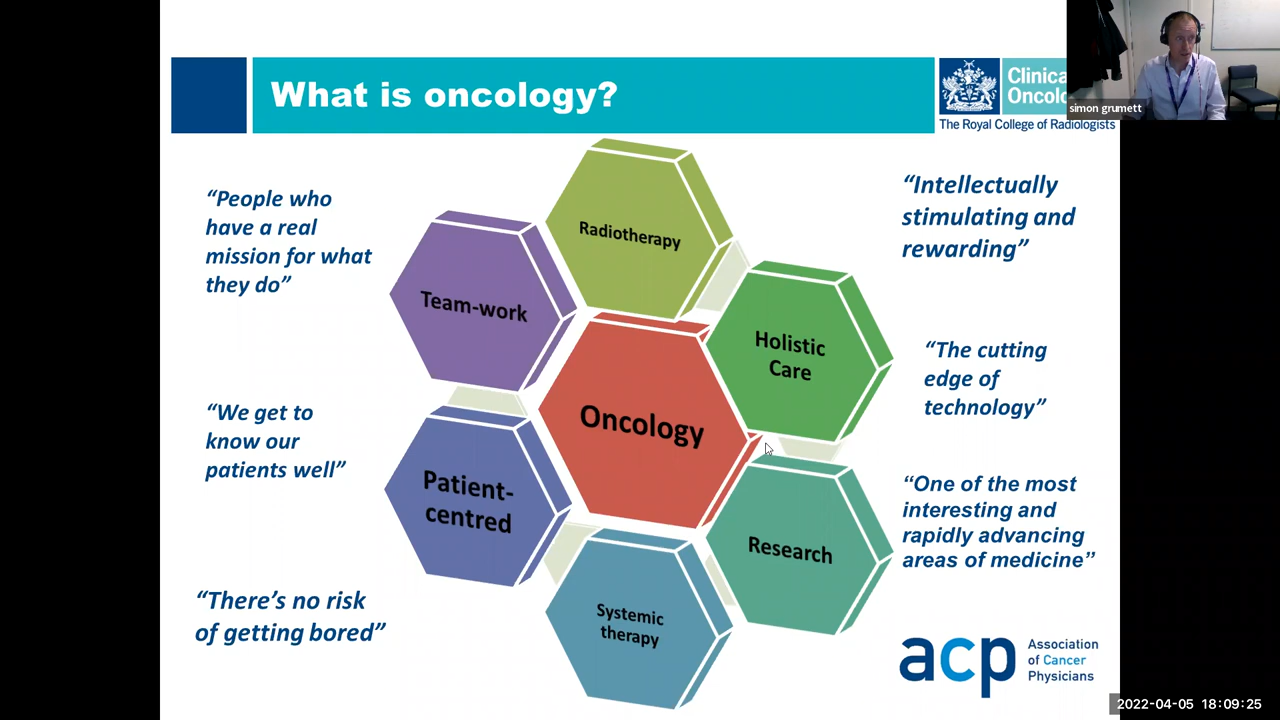 What is oncology?
Clinica
Oncolo
The Royal College of Radiologists
simon grumett
“People who
have a real
mission for what
they do”
“We get to
know our
patients well”
“There’s no risk
of getting bored”
Radiotherapy
Team-work
Holistic
Care
Oncology
Patient-
centred
Research
Systemic
therapy
“Intellectually
stimulating and
rewarding”
“The cutting
edge of
technology”
“One of the most
interesting and
rapidly advancing
areas of medicine”
acp
Association
of Cancer
Physicians
2022-04-05 18:09:25